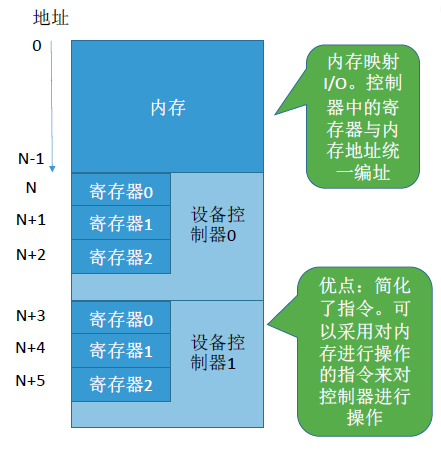 地址
0
内存
N-1
N
N+1
N+2
寄存器0
寄存器1
寄存器2
设备控
制器0
N+3
N+4
N+5
寄存器0
寄存器1
寄存器2
设备控
制器1
内存映射
I/O。控制
器中的寄
存器与内
存地址统
一编址
优点：简化
了指令。可
以采用对内
存进行操作
的指令来对
控制器进行
操作